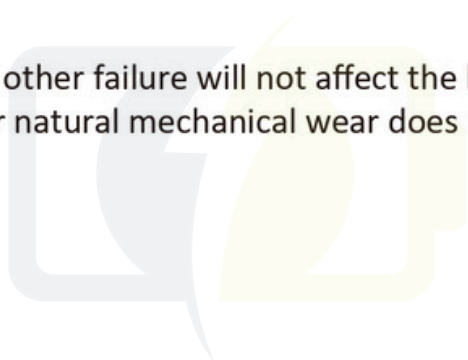 other failure will not affect the
natural mechanical wear does